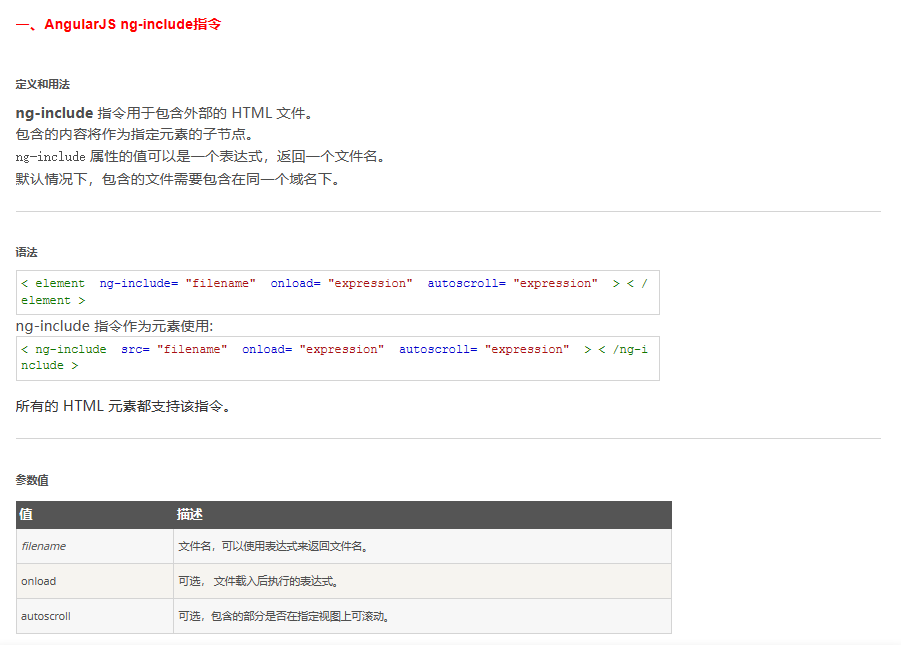 一、AngularJS ng-include指令
定义和用法
ng-include 指令用于包含外部的 HTML 文件。
包含的内容将作为指定元素的子节点。
ng-include 属性的值可以是一个表达式，返回一个文件名。
默认情况下，包含的文件需要包含在同一个域名下。
语法
< element ng-include= "filename" onload= "expression" autoscroll= "expression" > < /
element >
ng-include 指令作为元素使用:
< ng-include src= "filename" onload= "expression" autoscroll= "expression" > < /ng-i
nclude >
所有的 HTML 元素都支持该指令。
参数值
值 描述
filename 文件名，可以使用表达式来返回文件名。
onload 可选， 文件载入后执行的表达式。
autoscroll 可选，包含的部分是否在指定视图上可滚动。